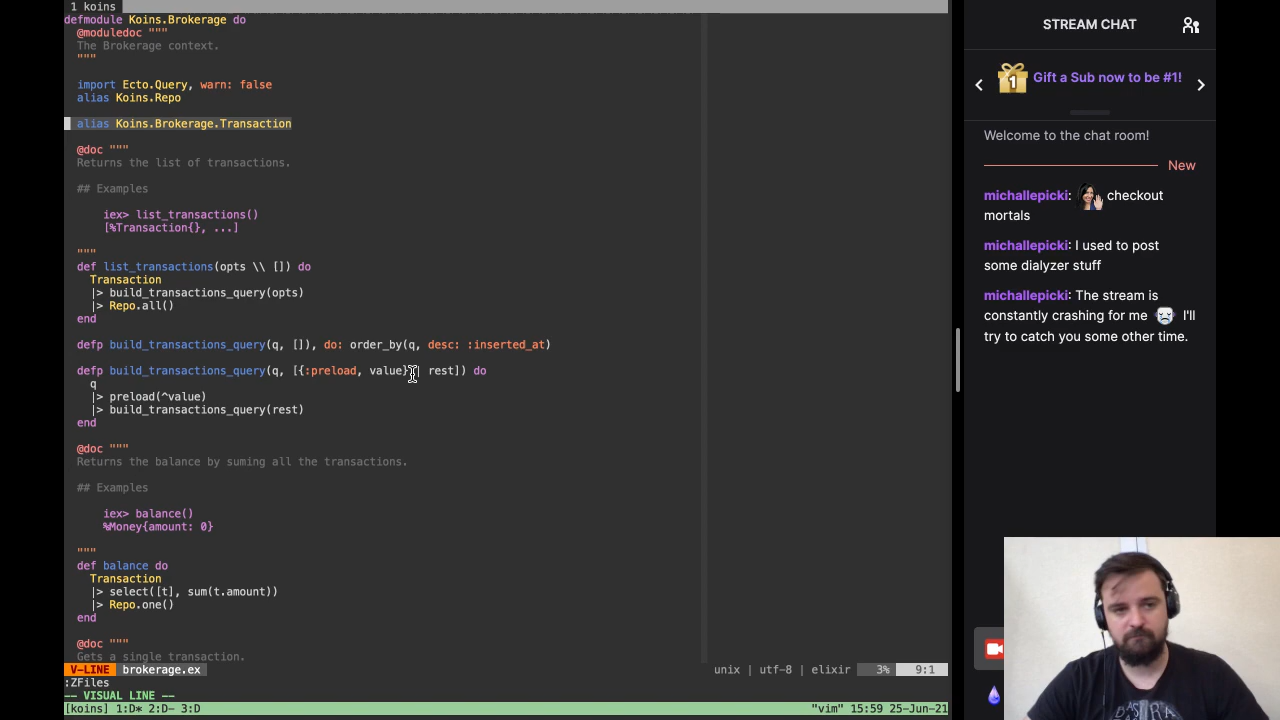 1 koins
defmodule Koins.Brokerage do
@moduledoc """
The Brokerage context.
"""
import Ecto.Query, warn: false
alias Koins.Repo
alias Koins.Brokerage.Transaction
@doc """
Returns the list of transactions.
## Examples
iex> list_transactions()
[%Transaction{}, ...]
"""
def list_transactions(opts \\ []) do
Transaction
|> build_transactions_query(opts)
|> Repo.all()
end
defp build_transactions_query(q, []), do: order_by(q, desc: :inserted_at)
defp build_transactions_query(q, [{:preload, value} | rest]) do
q
|> preload(^value)
|> build_transactions_query(rest)
end
@doc """
Returns the balance by suming all the transactions.
## Examples
iex> balance()
%Money{amount: 0}
"""
def balance do
Transaction
|> select([t], sum(t.amount))
|> Repo.one()
end
@doc """
Gets a single transaction.
V-LINE brokerage.ex unix | utf-8 | elixir 3% 9:1
:ZFiles
-- VISUAL LINE --
[koins] 1:D* 2:D- 3:D "vim" 15:59 25-Jun-21
STREAM CHAT
1
Gift a Sub now to be #1!
Welcome to the chat room!
New
michallepicki: checkout
mortals
michallepicki: I used to post
some dialyzer stuff
michallepicki: The stream is
constantly crashing for me I'll
try to catch you some other time.